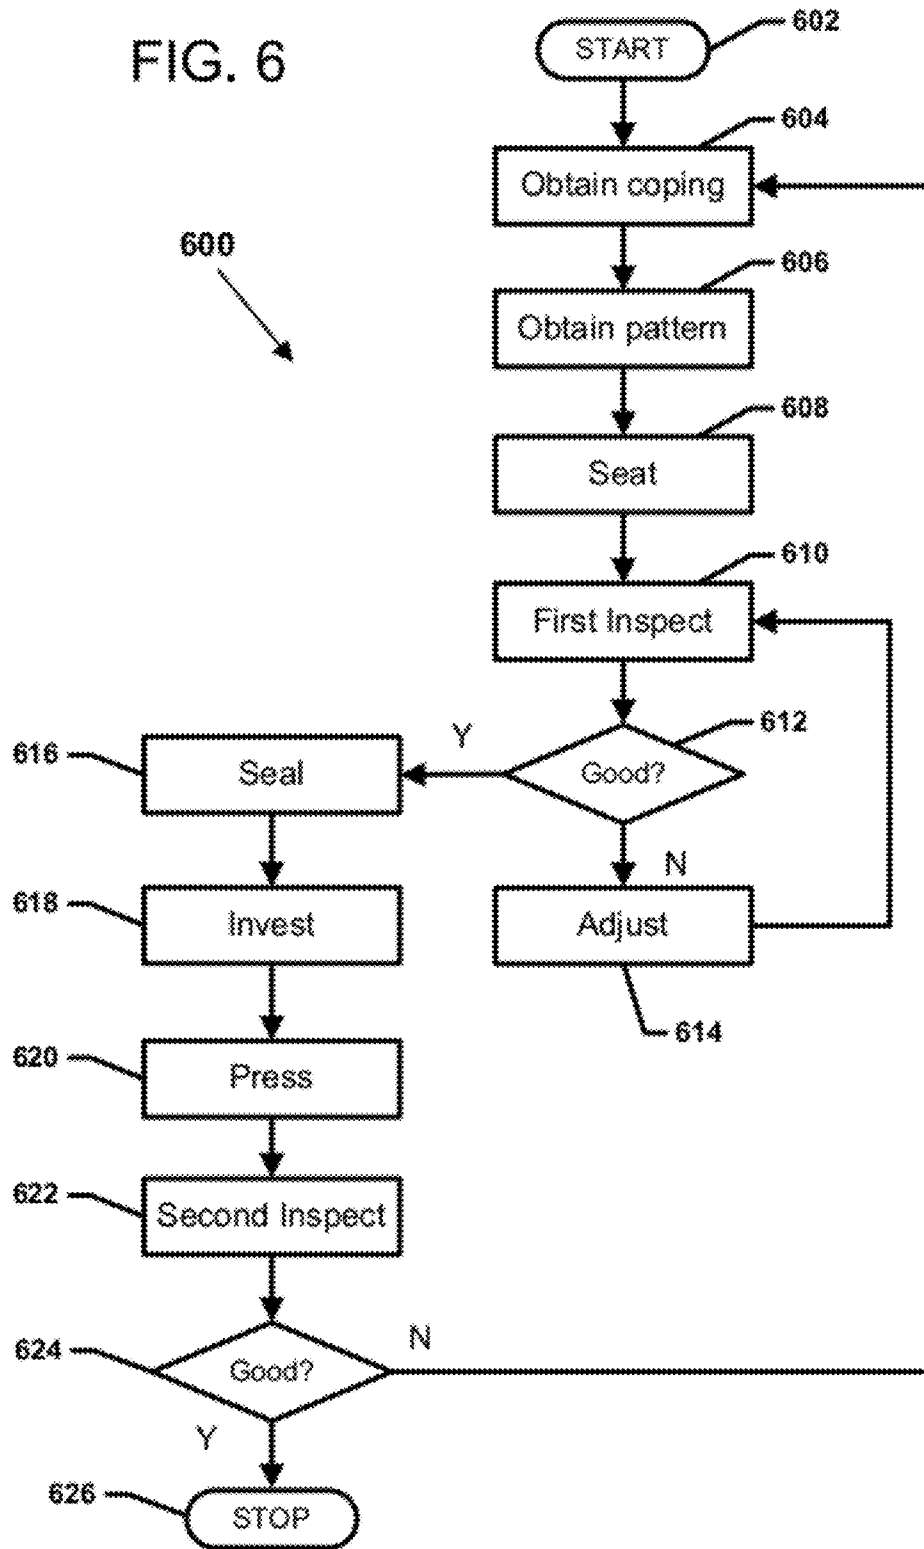 FIG. 6
602
START
604
Obtain coping
600
606
Obtain pattern
608
Seat
610
First Inspect
612
Good?
Y
N
616
Seal
618
Invest
Adjust
614
620
Press
622
Second Inspect
624
Good?
N
Y
626
STOP